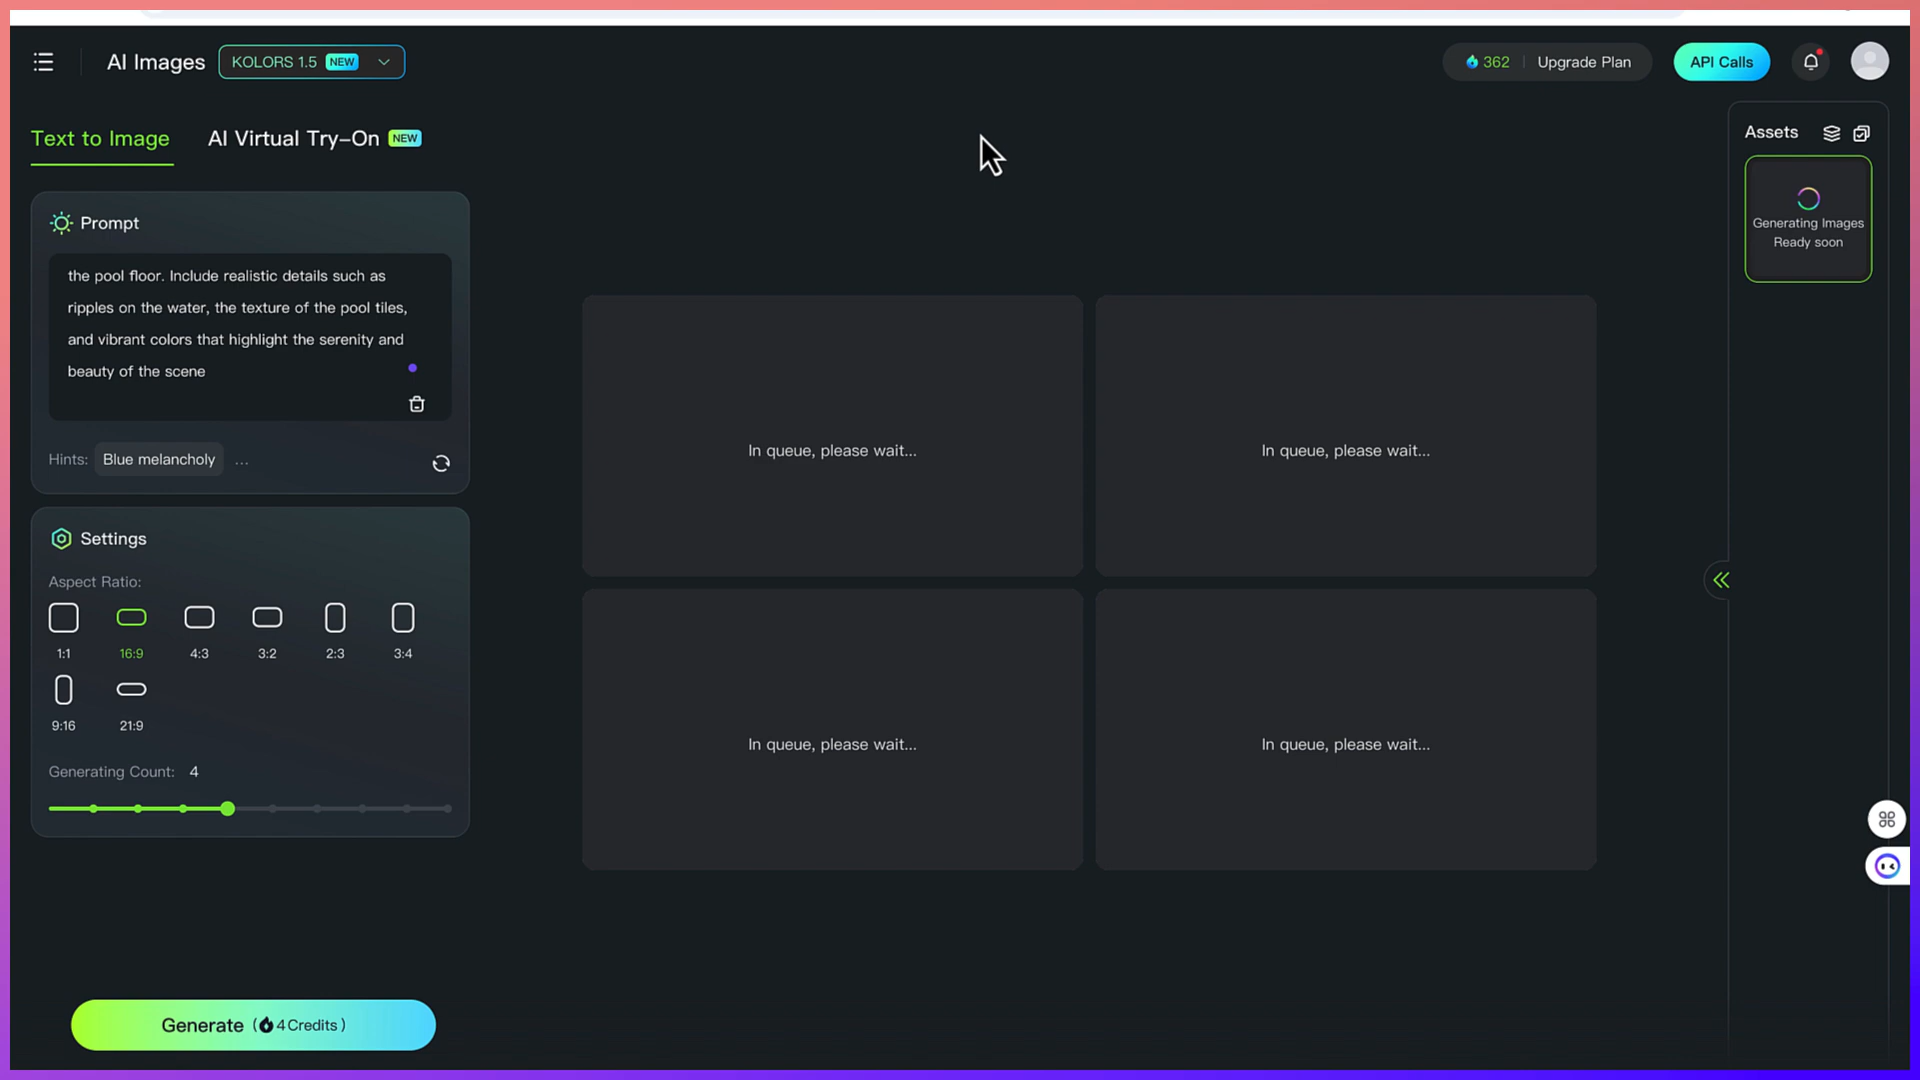 AI Images
KOLORS 1.5 NEW
362 | Upgrade Plan
API Calls
Text to Image
AI Virtual Try-On NEW
Assets
Prompt
the pool floor. Include realistic details such as
ripples on the water, the texture of the pool tiles,
and vibrant colors that highlight the serenity and
beauty of the scene
Hints: Blue melancholy ...
Generating Images
Ready soon
In queue, please wait...
In queue, please wait...
In queue, please wait...
In queue, please wait...
Settings
Aspect Ratio:
1:1 16:9 4:3 3:2 2:3 3:4
9:16 21:9
Generating Count: 4
Generate ( 4 Credits )